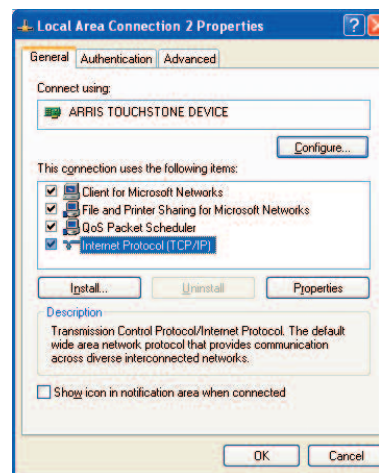 Local Area Connection 2 Properties
General Authentication Advanced
Connect using:
ARRIS TOUCHSTONE DEVICE
Configure...
This connection uses the following items:
Client for Microsoft Networks
File and Printer Sharing for Microsoft Networks
QoS Packet Scheduler
Internet Protocol (TCP/IP)
Install... Uninstall Properties
Description
Transmission Control Protocol/Internet Protocol. The default
wide area network protocol that provides communication
across diverse interconnected networks.
Show icon in notification area when connected
OK Cancel